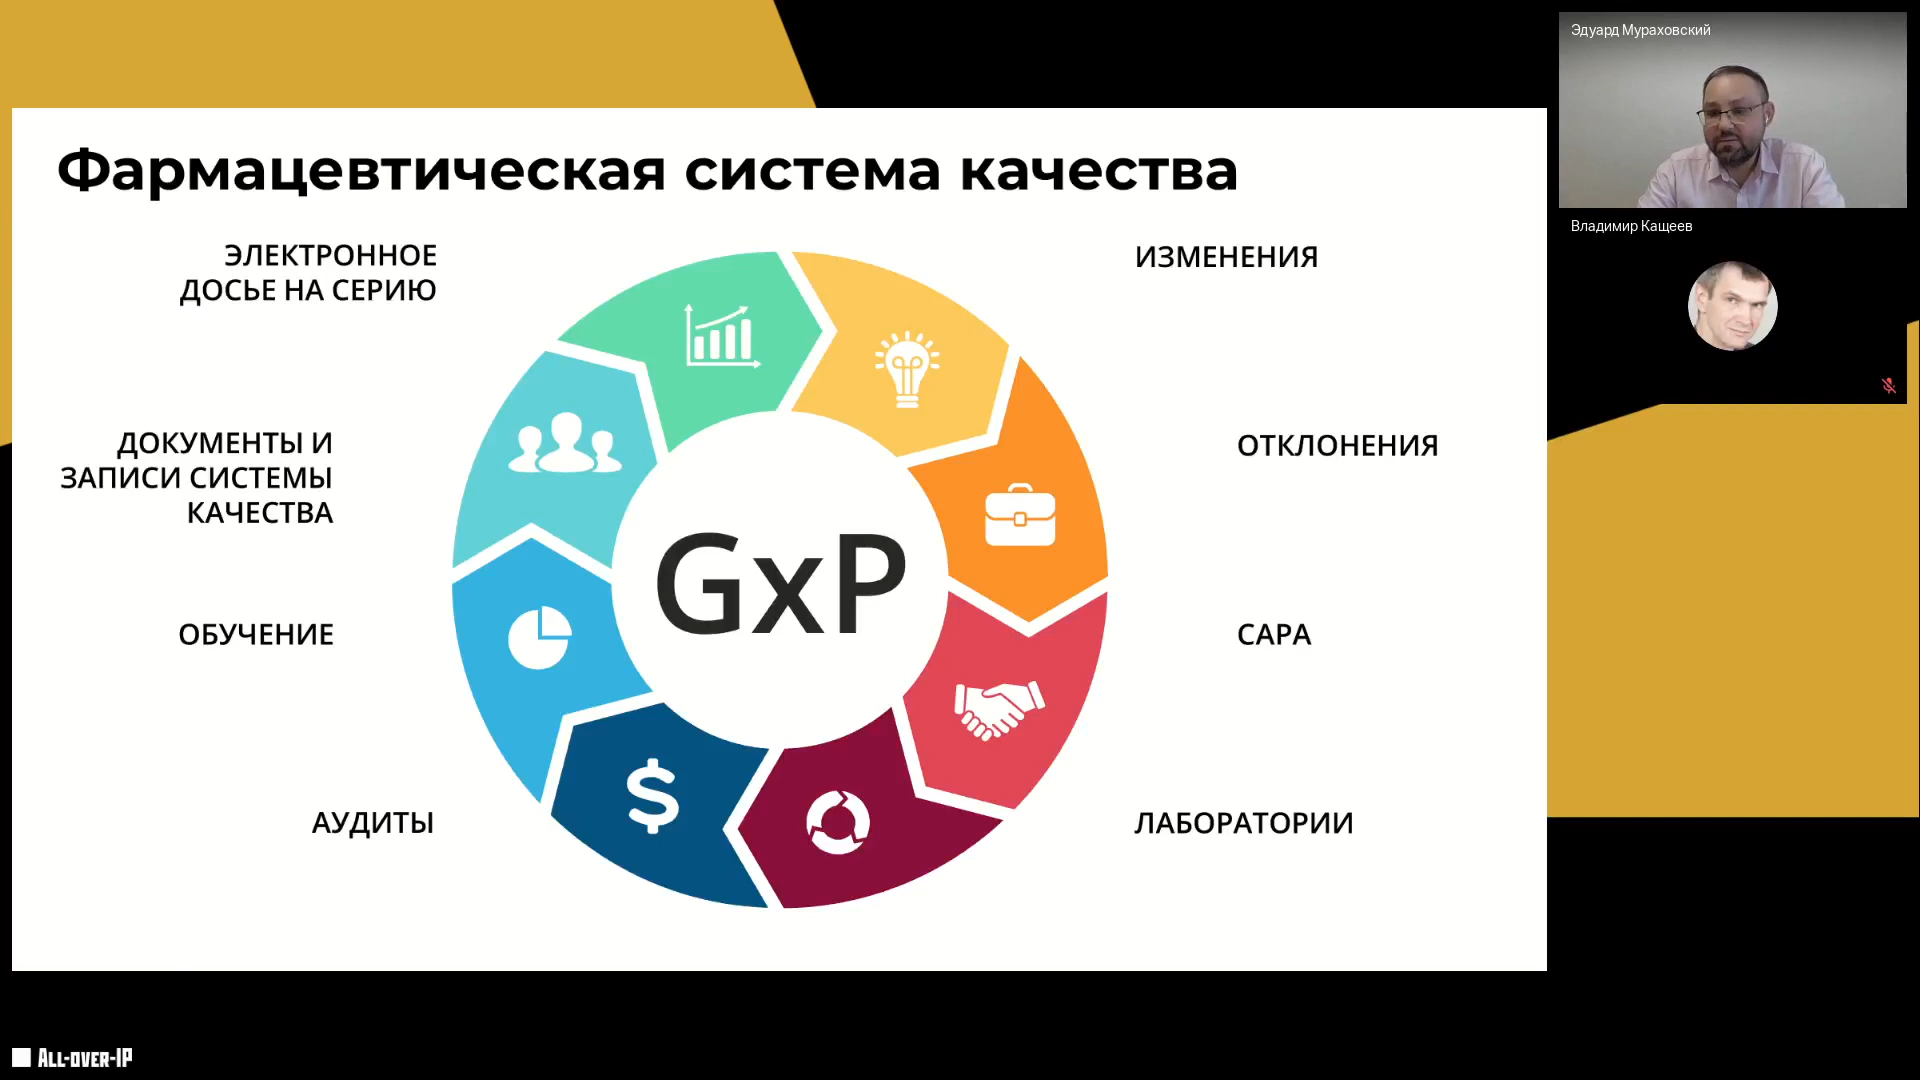 Фармацевтическая система качества
ЭЛЕКТРОННОЕ
ДОСЬЕ НА СЕРИЮ
ИЗМЕНЕНИЯ
ДОКУМЕНТЫ И
ЗАПИСИ СИСТЕМЫ
КАЧЕСТВА
ОТКЛОНЕНИЯ
GxP
ОБУЧЕНИЕ
CAPA
$
АУДИТЫ
ЛАБОРАТОРИИ
Эдуард Мураховский
Владимир Кащеев
ALL-OVER-IP